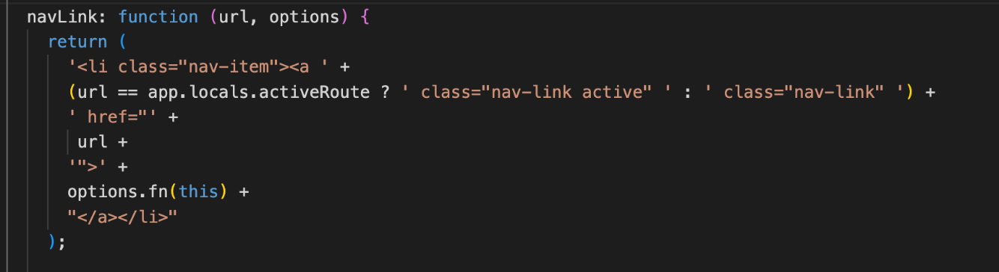 navLink: function (url, options) {
return (
'<li class="nav-item"><a ' +
(url == app.locals.activeRoute ? ' class="nav-link active" ' : ' class="nav-link" ') +
' href="' +
url +
'">' +
options.fn(this) +
"</a></li>"
);